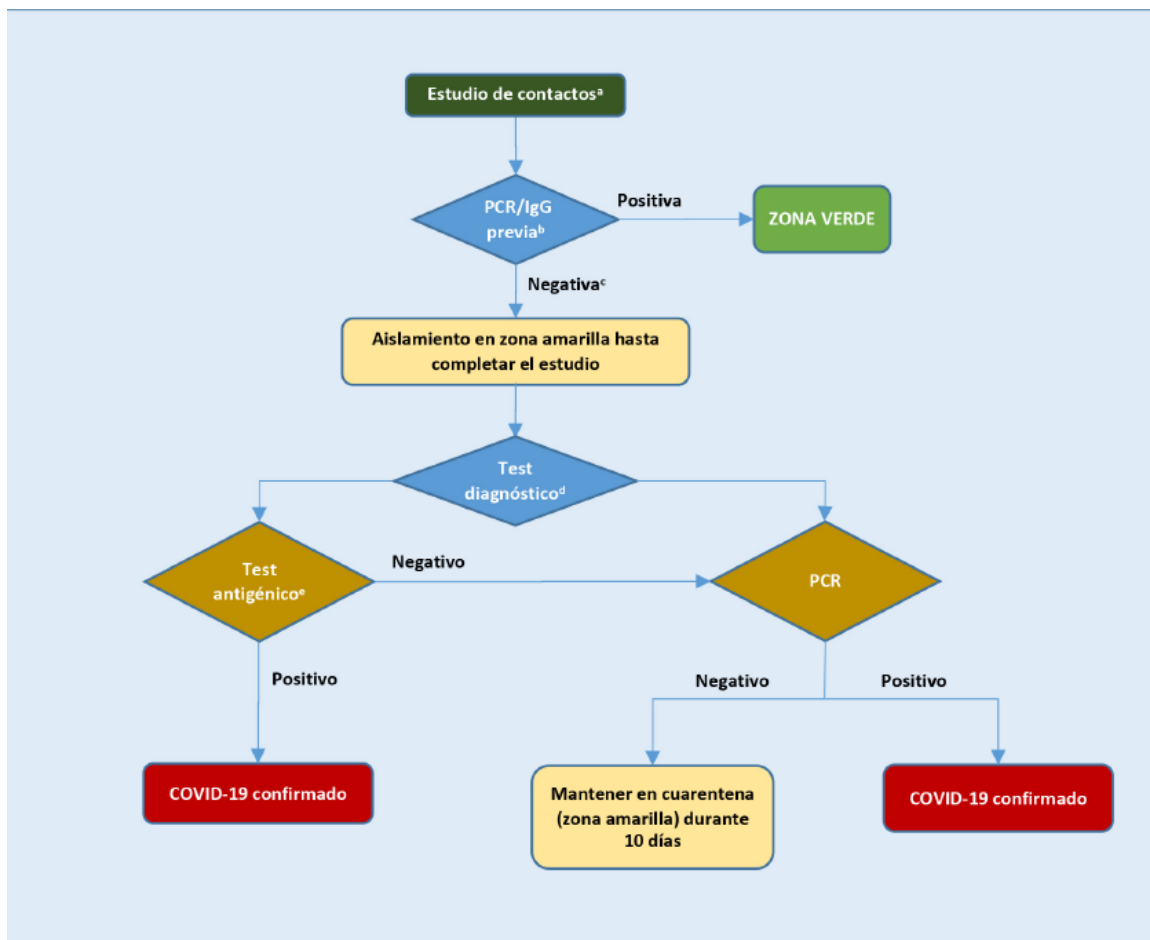 Estudio de contactosᵃ
PCR/IgG
previaᵇ
Positiva
ZONA VERDE
Negativaᶜ
Aislamiento en zona amarilla hasta
completar el estudio
Test
diagnósticoᵈ
Test
antigénicoᵉ
Negativo
PCR
Positivo
Negativo
Positivo
COVID-19 confirmado
Mantener en cuarentena
(zona amarilla) durante
10 días
COVID-19 confirmado